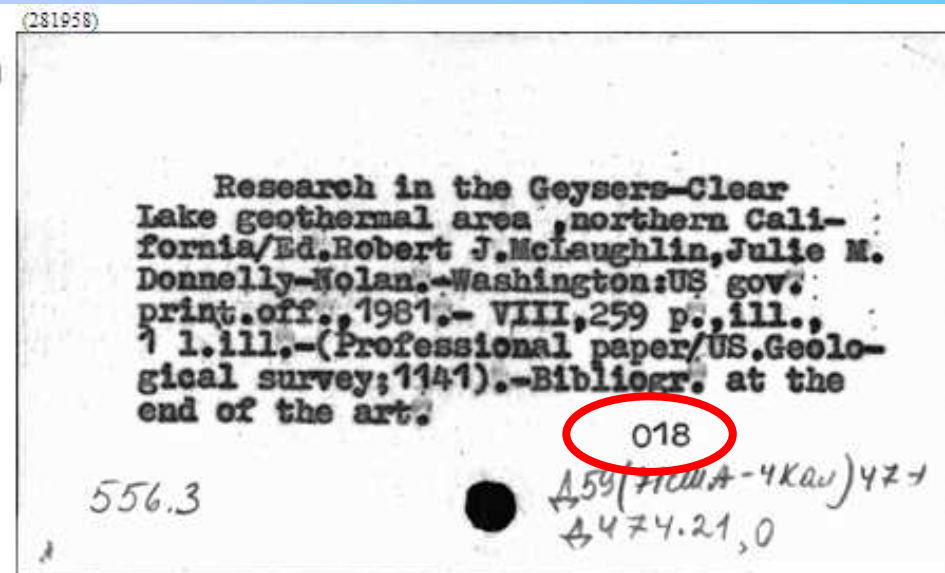 (281958)
Research in the Geysers-Clear
Lake geothermal area ,northern Cali-
fornia/Ed.Robert J.McLaughlin,Julie M.
Donnelly-Nolan.-Washington:US gov.
print.off.,1981.- VIII,259 p.,ill.,
1 l.ill.-(Professional paper/US.Geolo-
gical survey;1141).-Bibliogr. at the
end of the art.
018
556.3
Д59(7США-4Кал)47-1
Д474.21,0